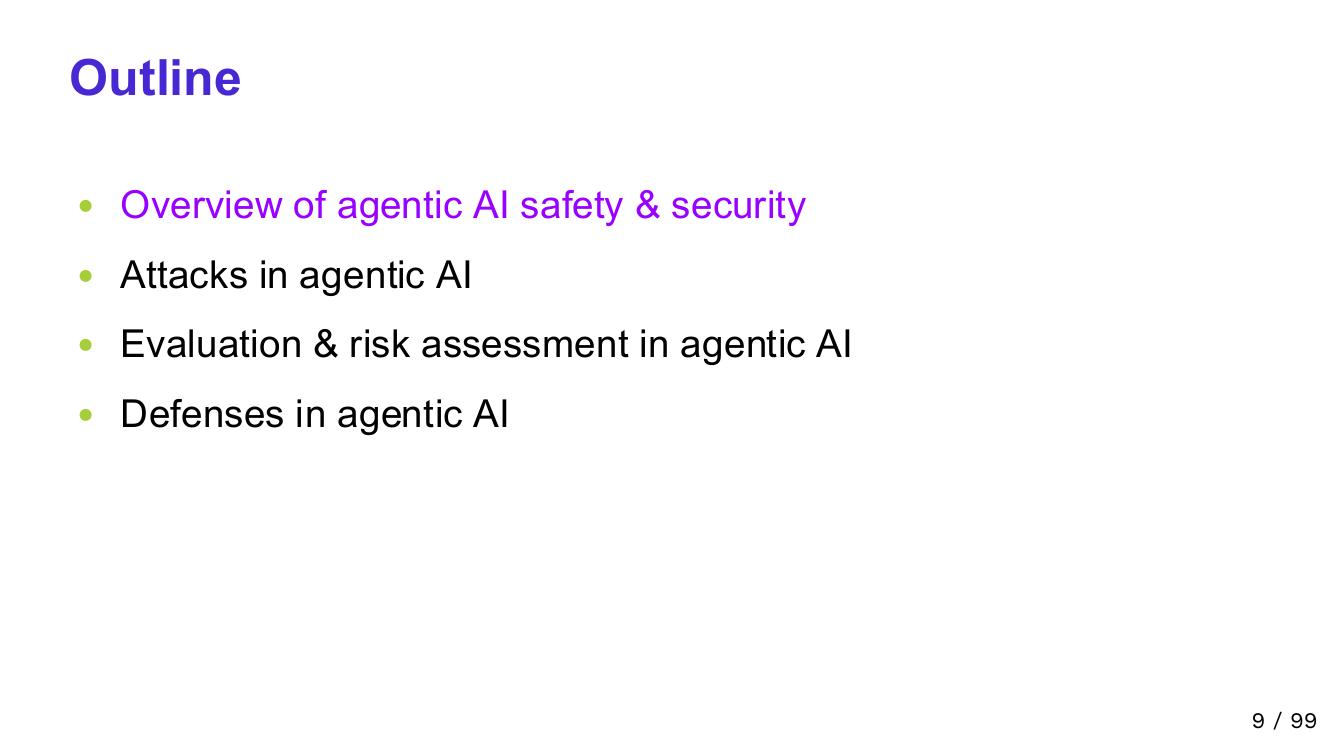 Outline
• Overview of agentic AI safety & security
• Attacks in agentic AI
• Evaluation & risk assessment in agentic AI
• Defenses in agentic AI
9 / 99